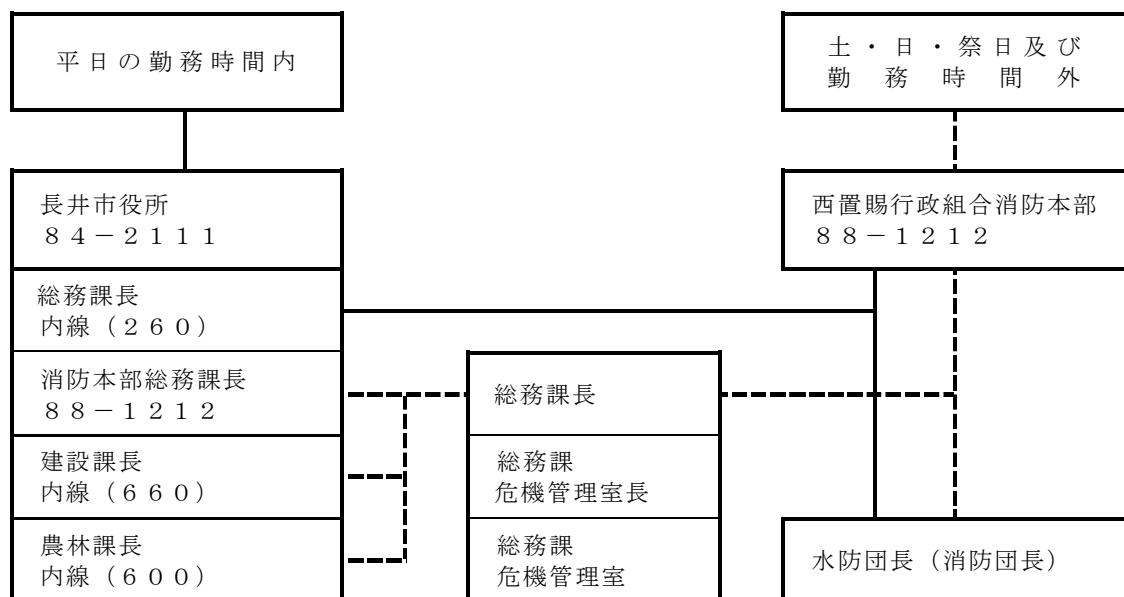 平日の勤務時間内
土・日・祭日及び
勤務時間外
長井市役所
８４－２１１１
西置賜行政組合消防本部
８８－１２１２
総務課長
内線（２６０）
消防本部総務課長
８８－１２１２
総務課長
建設課長
内線（６６０）
総務課
危機管理室長
農林課長
内線（６００）
総務課
危機管理室
水防団長（消防団長）